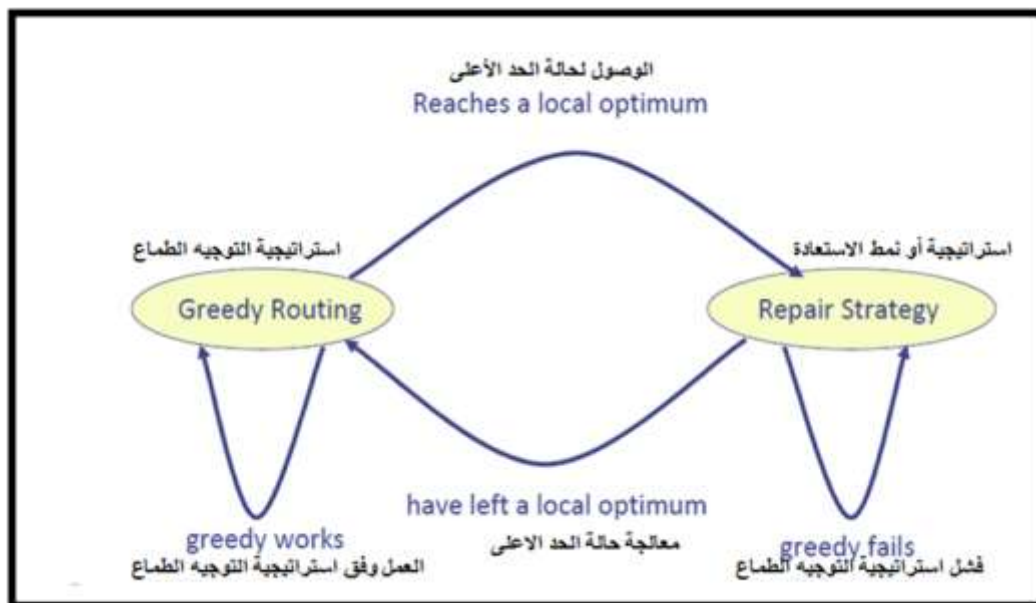 الوصول لحالة الحد الأعلى
Reaches a local optimum
استراتيجية التوجيه الطماع
Greedy Routing
استراتيجية أو نمط الاستعادة
Repair Strategy
have left a local optimum
معالجة حالة الحد الاعلى
greedy works
العمل وفق استراتيجية التوجيه الطماع
greedy fails
فشل استراتيجية التوجيه الطماع